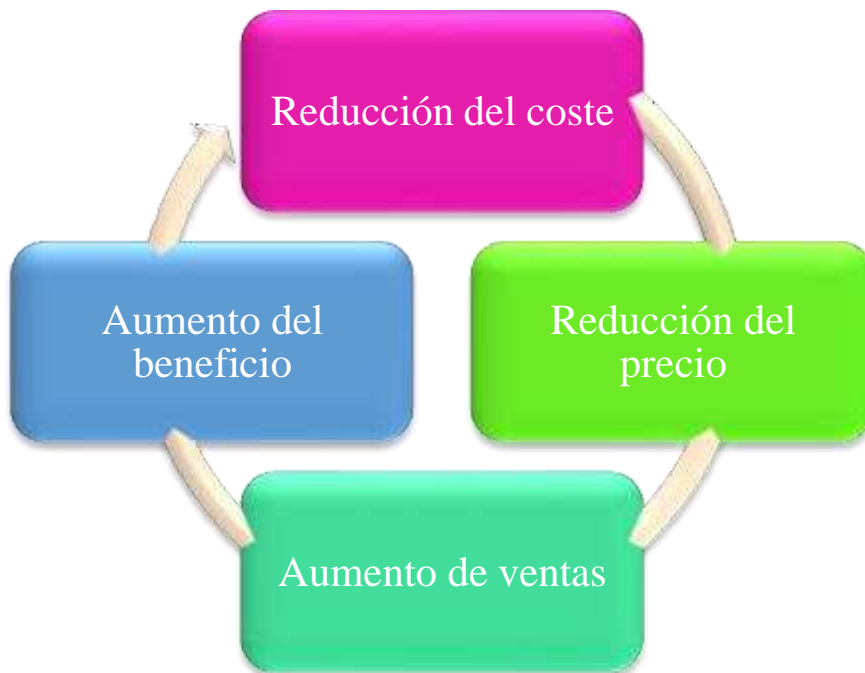 Reducción del coste
Reducción del
precio
Aumento de ventas
Aumento del
beneficio